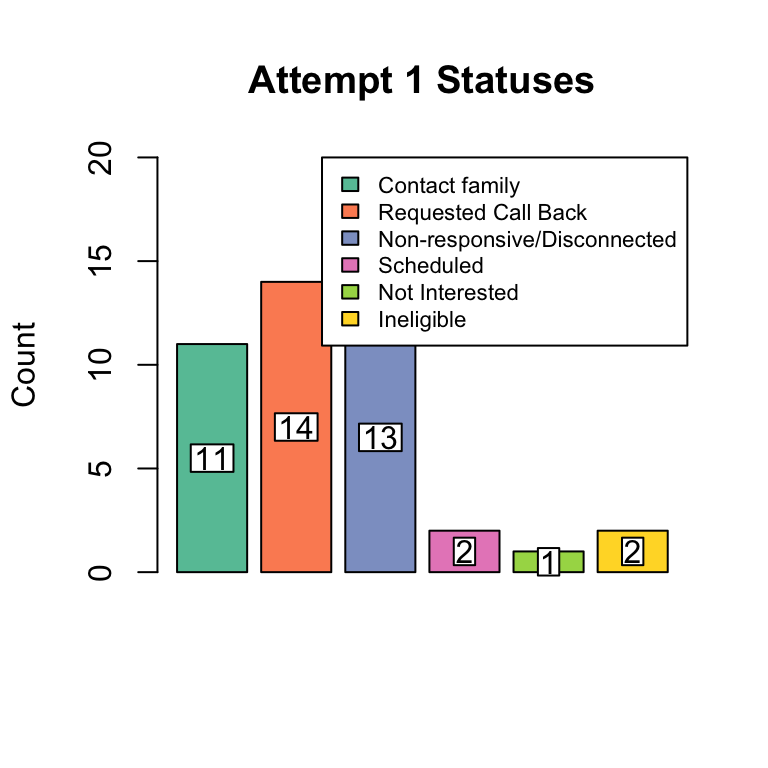 Attempt 1 Statuses
Count
20
15
10
5
0
Contact family
Requested Call Back
Non-responsive/Disconnected
Scheduled
Not Interested
Ineligible
11
14
13
2
1
2